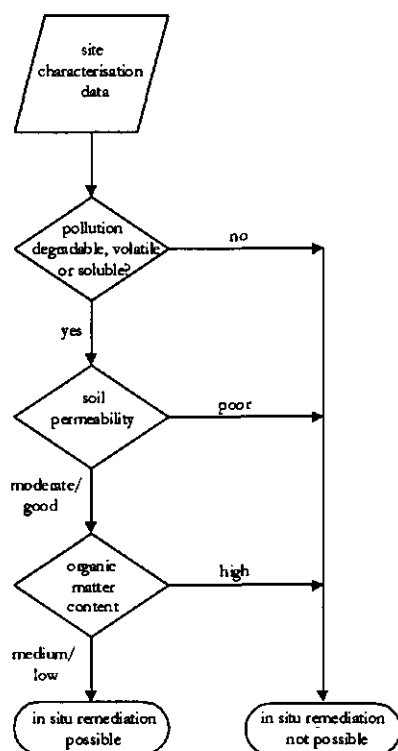 site
characterisation
data
pollution
degradable, volatile
or soluble?
no
yes
soil
permeability
poor
moderate/
good
organic
matter
content
high
medium/
low
in situ remediation
possible
in situ remediation
not possible